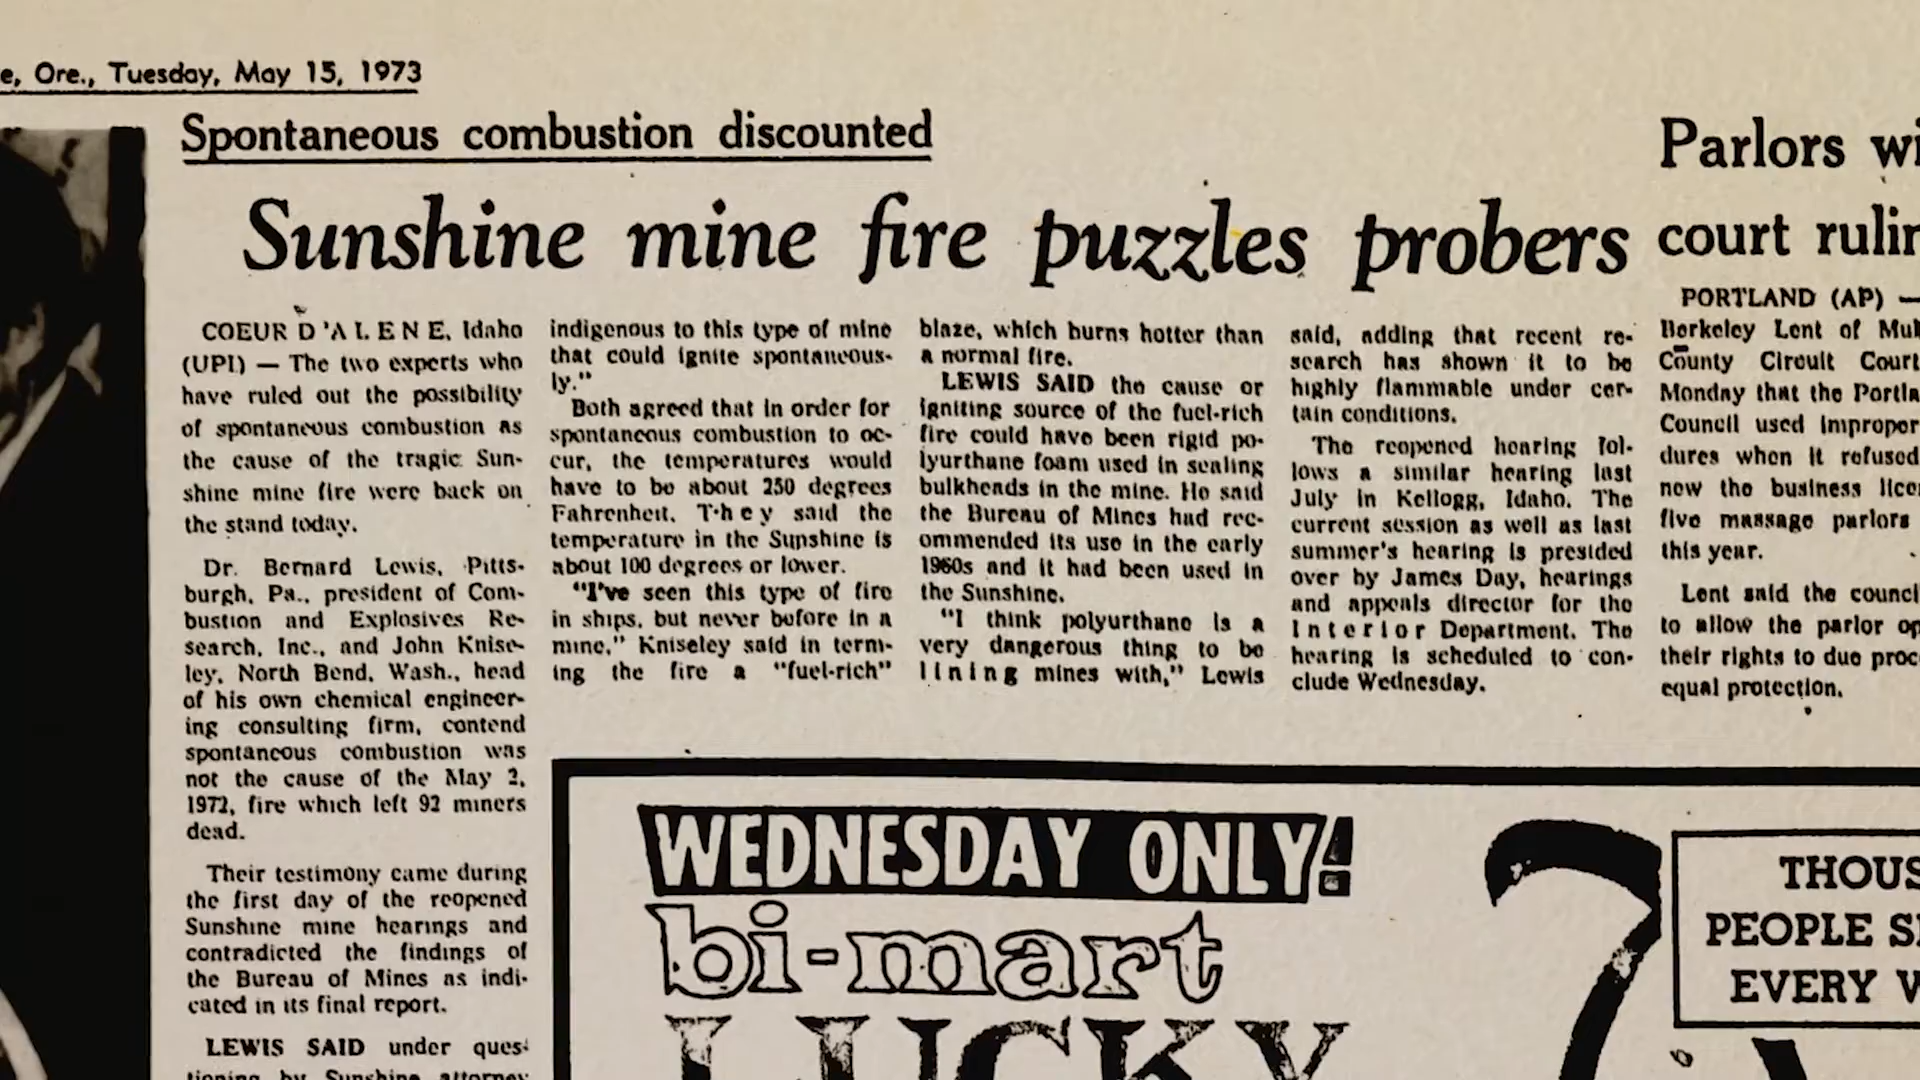 e, Ore., Tuesday, May 15, 1973
Spontaneous combustion discounted
Sunshine mine fire puzzles probers
COEUR D'ALENE, Idaho
(UPI) — The two experts who
have ruled out the possibility
of spontaneous combustion as
the cause of the tragic Sun-
shine mine fire were back on
the stand today.
Dr. Bernard Lewis, Pitts-
burgh, Pa., president of Com-
bustion and Explosives Re-
search, Inc., and John Knise-
ley, North Bend, Wash., head
of his own chemical engineer-
ing consulting firm, contend
spontaneous combustion was
not the cause of the May 2,
1972, fire which left 92 miners
dead.
Their testimony came during
the first day of the reopened
Sunshine mine hearings and
contradicted the findings of
the Bureau of Mines as indi-
cated in its final report.
LEWIS SAID under ques-
tioning by Sunshine attorney
indigenous to this type of mine
that could ignite spontaneous-
ly."
Both agreed that in order for
spontaneous combustion to oc-
cur, the temperatures would
have to be about 250 degrees
Fahrenheit. They said the
temperature in the Sunshine is
about 100 degrees or lower.
"I've seen this type of fire
in ships, but never before in a
mine," Kniseley said in term-
ing the fire a "fuel-rich"
blaze, which burns hotter than
a normal fire.
LEWIS SAID the cause or
igniting source of the fuel-rich
fire could have been rigid po-
lyurthane foam used in sealing
bulkheads in the mine. He said
the Bureau of Mines had rec-
ommended its use in the early
1960s and it had been used in
the Sunshine.
"I think polyurthane is a
very dangerous thing to be
lining mines with," Lewis
said, adding that recent re-
search has shown it to be
highly flammable under cer-
tain conditions.
The reopened hearing fol-
lows a similar hearing last
July in Kellogg, Idaho. The
current session as well as last
summer's hearing is presided
over by James Day, hearings
and appeals director for the
Interior Department. The
hearing is scheduled to con-
clude Wednesday.
Parlors wi
court rulin
PORTLAND (AP) —
Berkeley Lent of Mul
County Circuit Court
Monday that the Portla
Council used improper
dures when it refused
new the business lice
five massage parlors
this year.
Lent said the counci
to allow the parlor op
their rights to due proc
equal protection.
WEDNESDAY ONLY!
bi-mart
LUCKY
7
THOUS
PEOPLE S
EVERY W